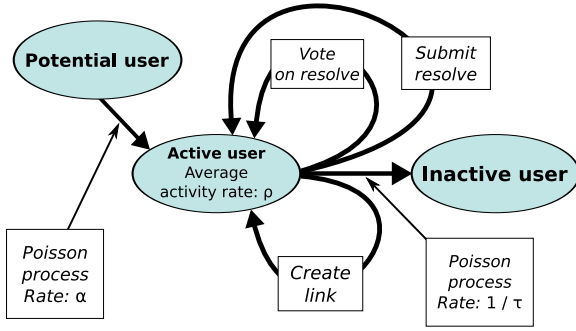 Potential user
Vote
on resolve
Submit
resolve
Active user
Average
activity rate: ρ
Inactive user
Poisson
process
Rate: α
Create
link
Poisson
process
Rate: 1 / τ